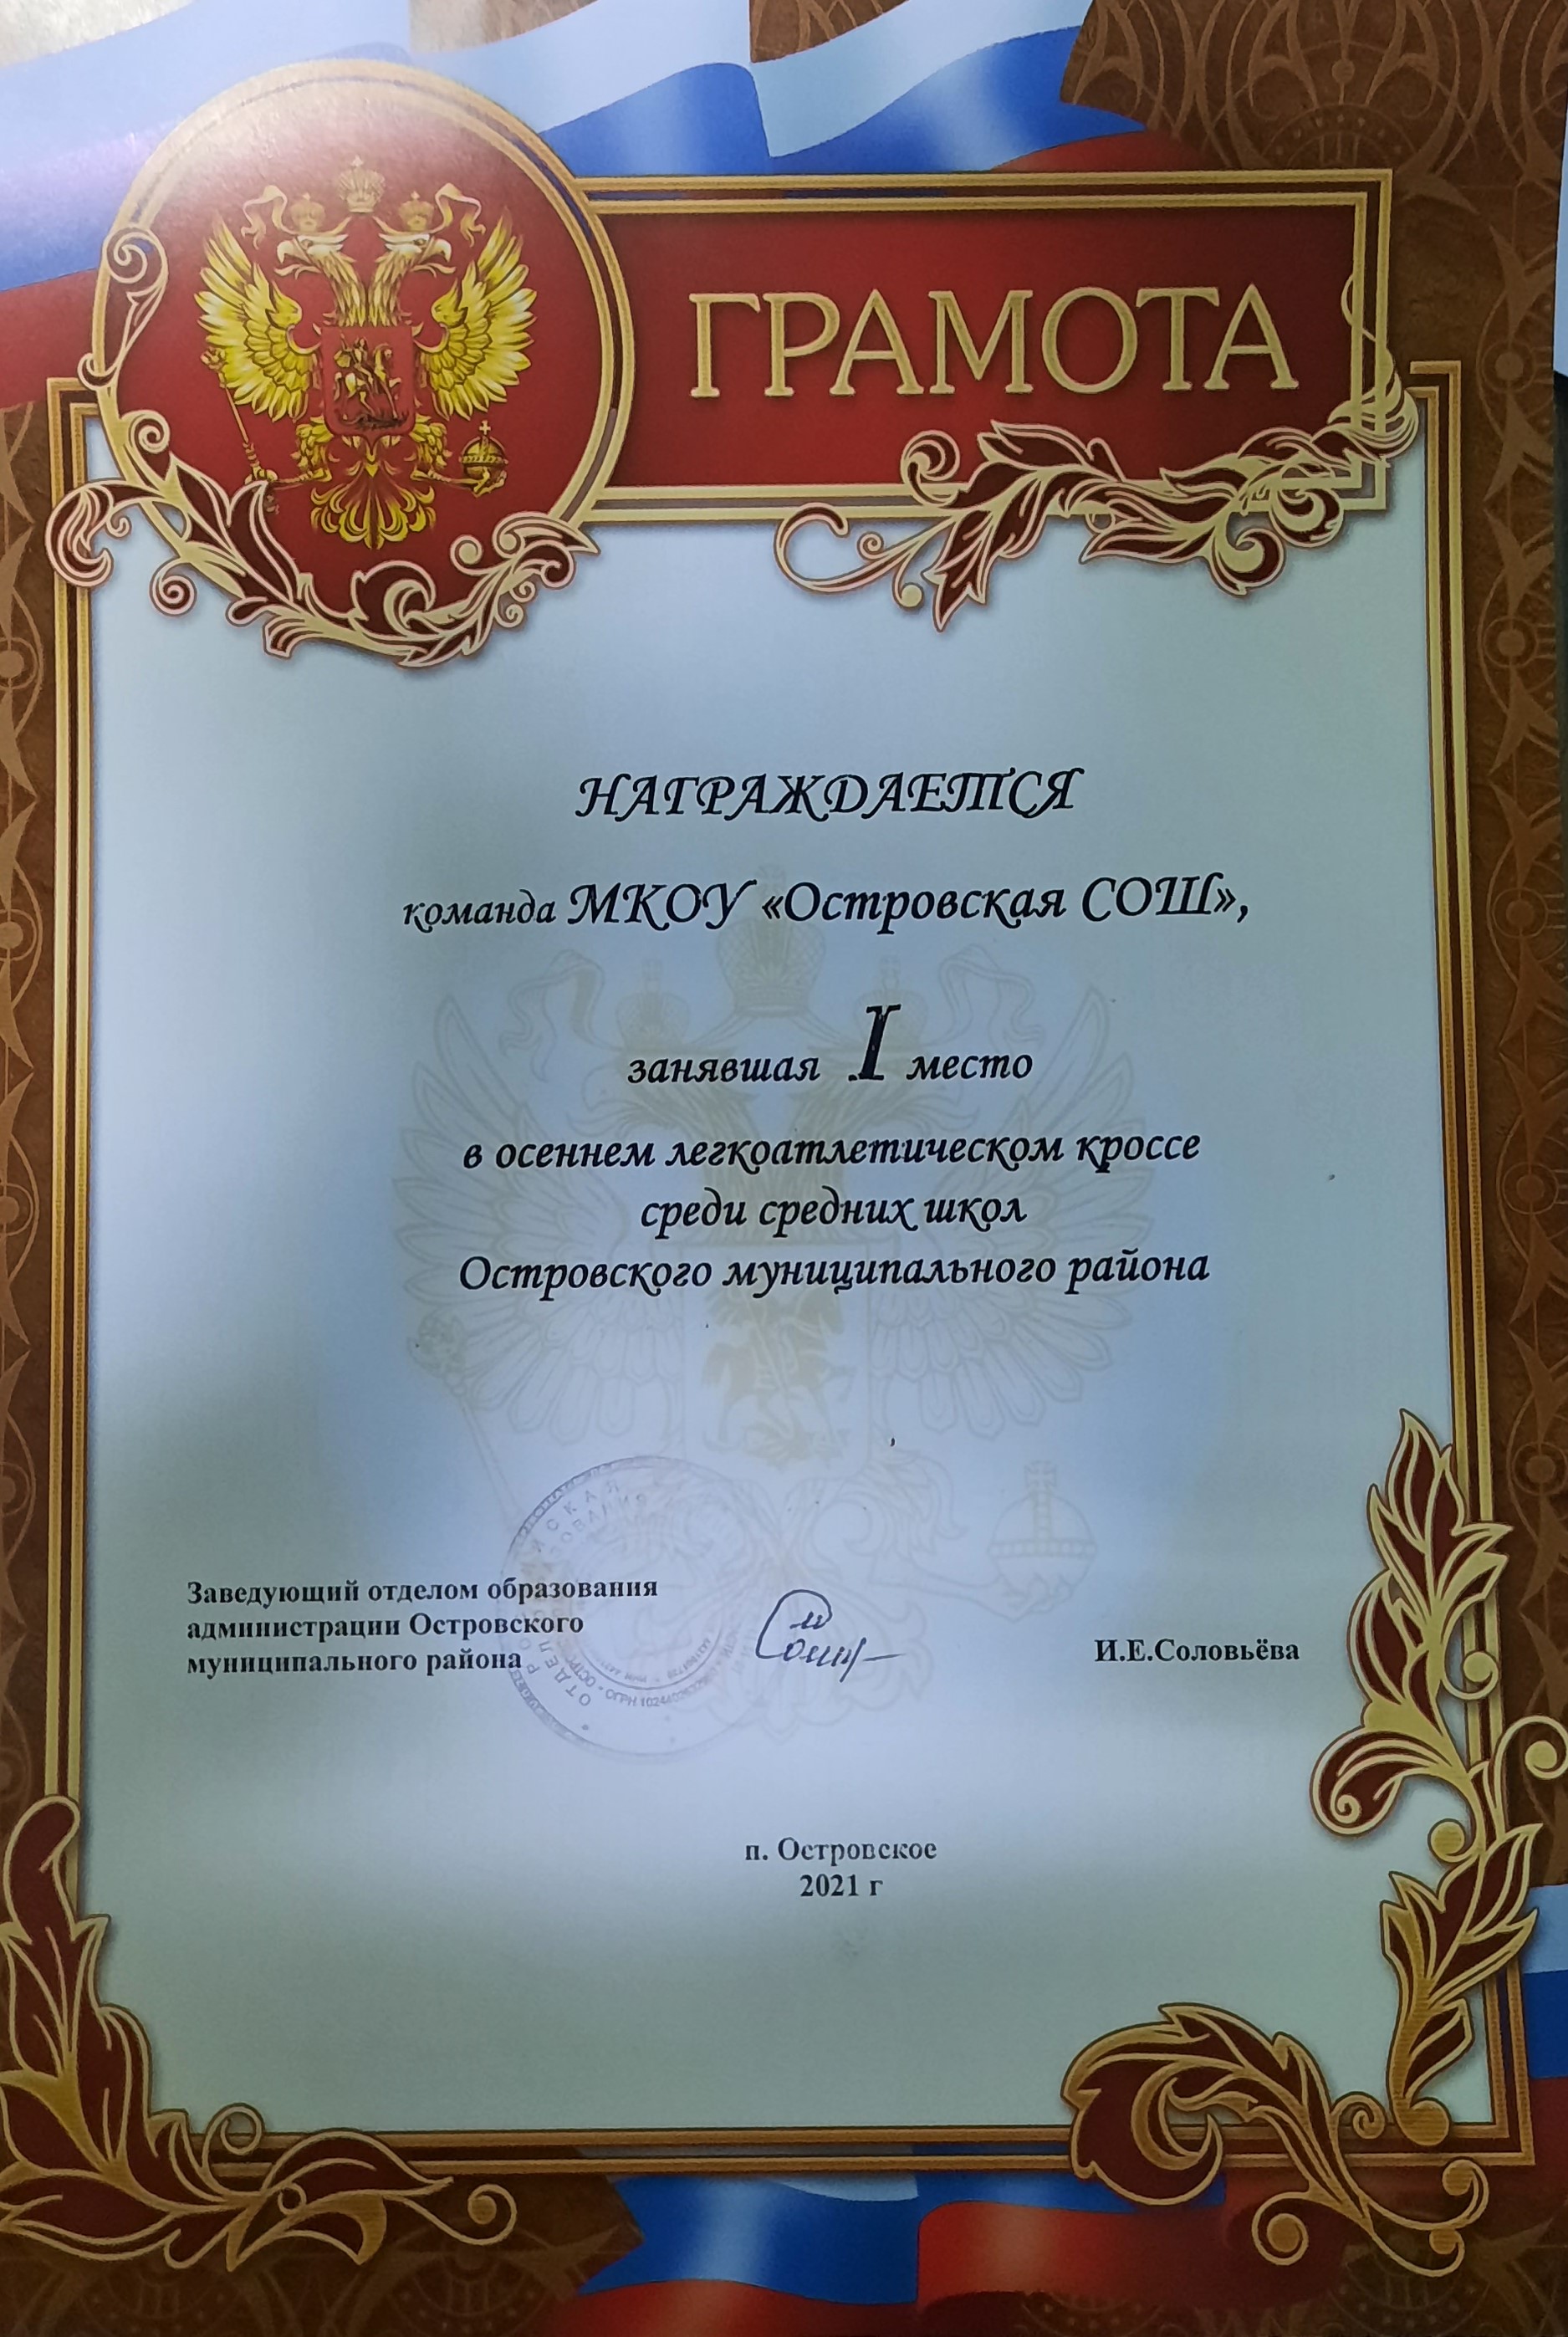 ГРАМОТА
НАГРАЖДАЕТСЯ
команда МКОУ «Островская СОШ»,
занявшая I место
в осеннем легкоатлетическом кроссе
среди средних школ
Островского муниципального района
Заведующий отделом образования
администрации Островского
муниципального района
И.Е.Соловьёва
п. Островское
2021 г